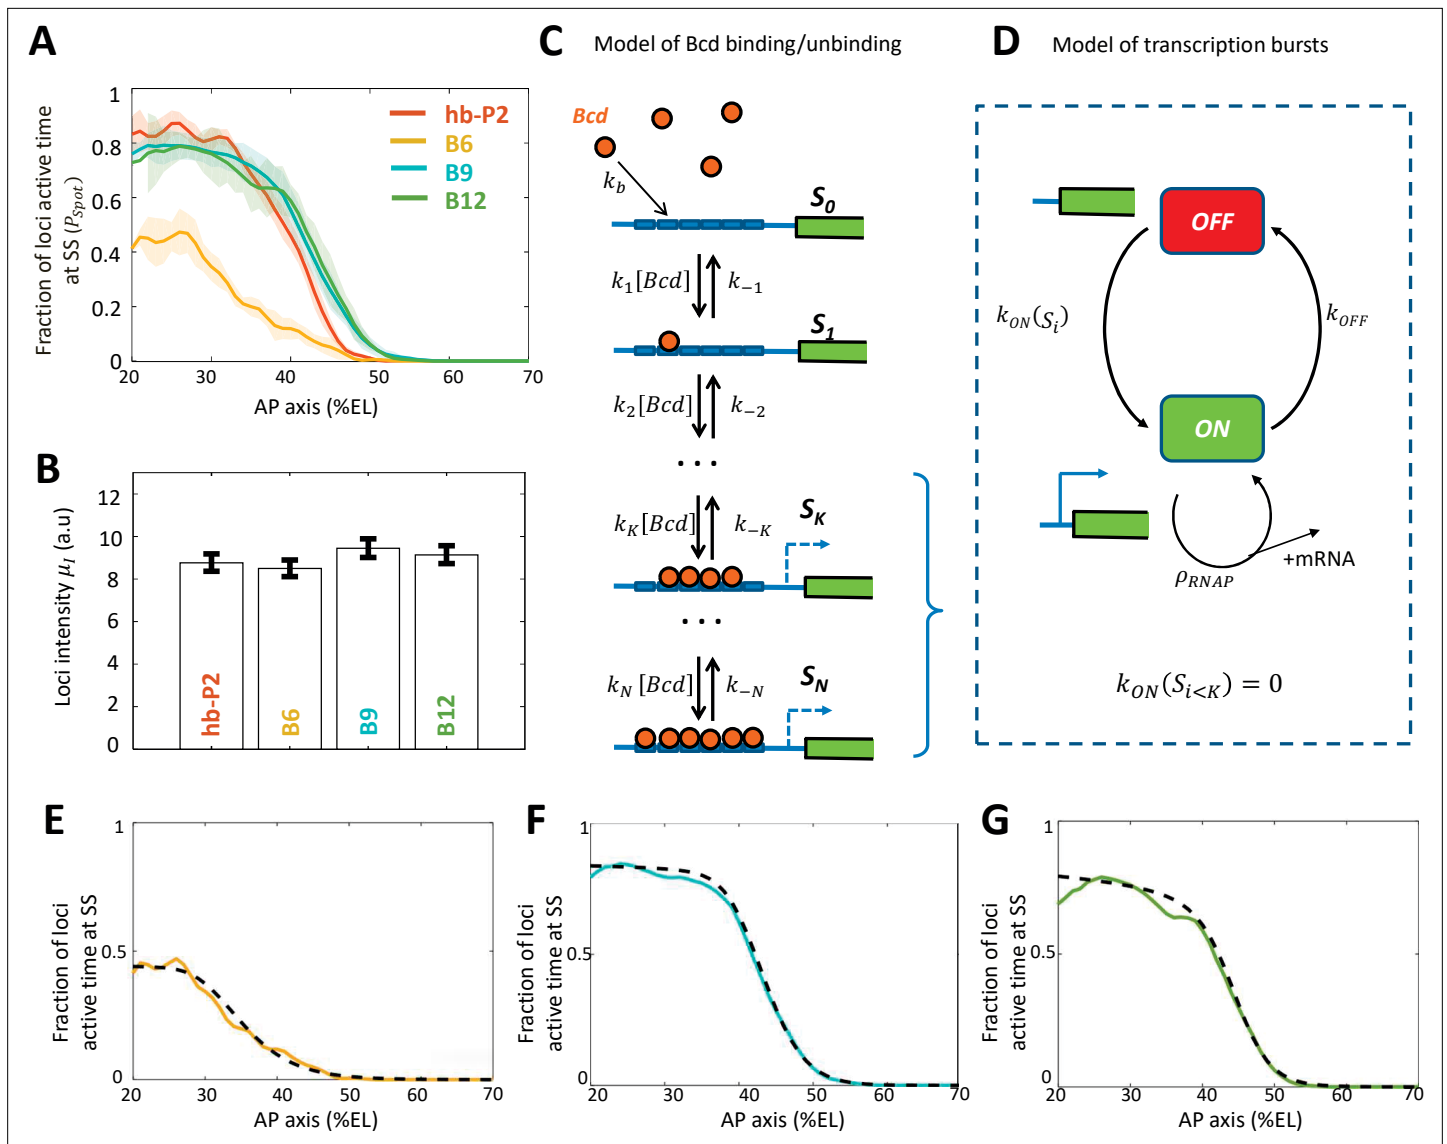 A
1
0.8
0.6
0.4
0.2
0
20
30
40
50
60
70
Fraction of loci active time
at SS (P_Spot)
AP axis (%EL)
hb-P2
B6
B9
B12
B
12
10
8
6
4
2
0
Loci intensity μ_I (a.u)
hb-P2
B6
B9
B12
C
Model of Bcd binding/unbinding
Bcd
k_b
S_0
k_1[Bcd]
k_−1
S_1
k_2[Bcd]
k_−2
...
k_K[Bcd]
k_−K
S_K
...
k_N [Bcd]
k_−N
S_N
D
Model of transcription bursts
OFF
k_ON(S_i)
k_OFF
ON
ρ_RNAP
+mRNA
k_ON(S_i<K) = 0
E
1
0.5
0
20
30
40
50
60
70
Fraction of loci
active time at SS
AP axis (%EL)
F
1
0.5
0
20
30
40
50
60
70
Fraction of loci
active time at SS
AP axis (%EL)
G
1
0.5
0
20
30
40
50
60
70
Fraction of loci
active time at SS
AP axis (%EL)